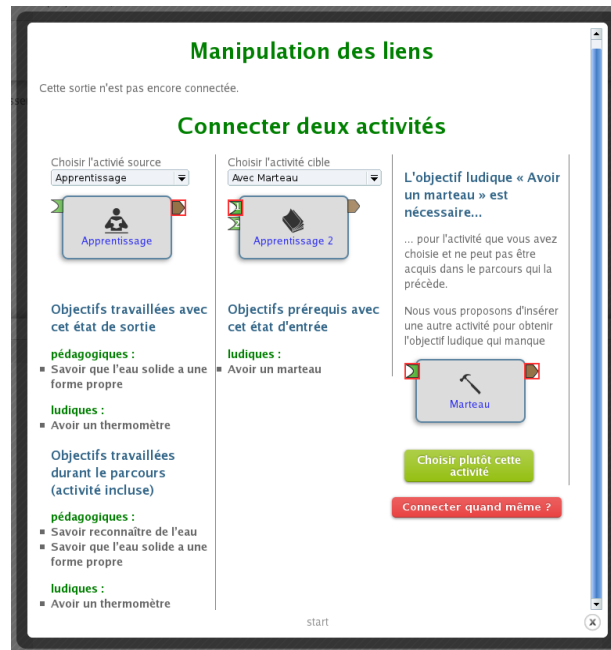 Manipulation des liens
Cette sortie n'est pas encore connectée.
Connecter deux activités
Choisir l'activié source
Apprentissage
Apprentissage
Objectifs travaillées avec
cet état de sortie
pédagogiques :
Savoir que l'eau solide a une
forme propre
ludiques :
Avoir un thermomètre
Objectifs travaillées
durant le parcours
(activité incluse)
pédagogiques :
Savoir reconnaître de l'eau
Savoir que l'eau solide a une
forme propre
ludiques :
Avoir un thermomètre
Choisir l'activité cible
Avec Marteau
Apprentissage 2
Objectifs prérequis avec
cet état d'entrée
ludiques :
Avoir un marteau
L'objectif ludique « Avoir
un marteau » est
nécessaire...
... pour l'activité que vous avez
choisie et ne peut pas être
acquis dans le parcours qui la
précède.
Nous vous proposons d'insérer
une autre activité pour obtenir
l'objectif ludique qui manque
Marteau
Choisir plutôt cette
activité
Connecter quand même ?
start